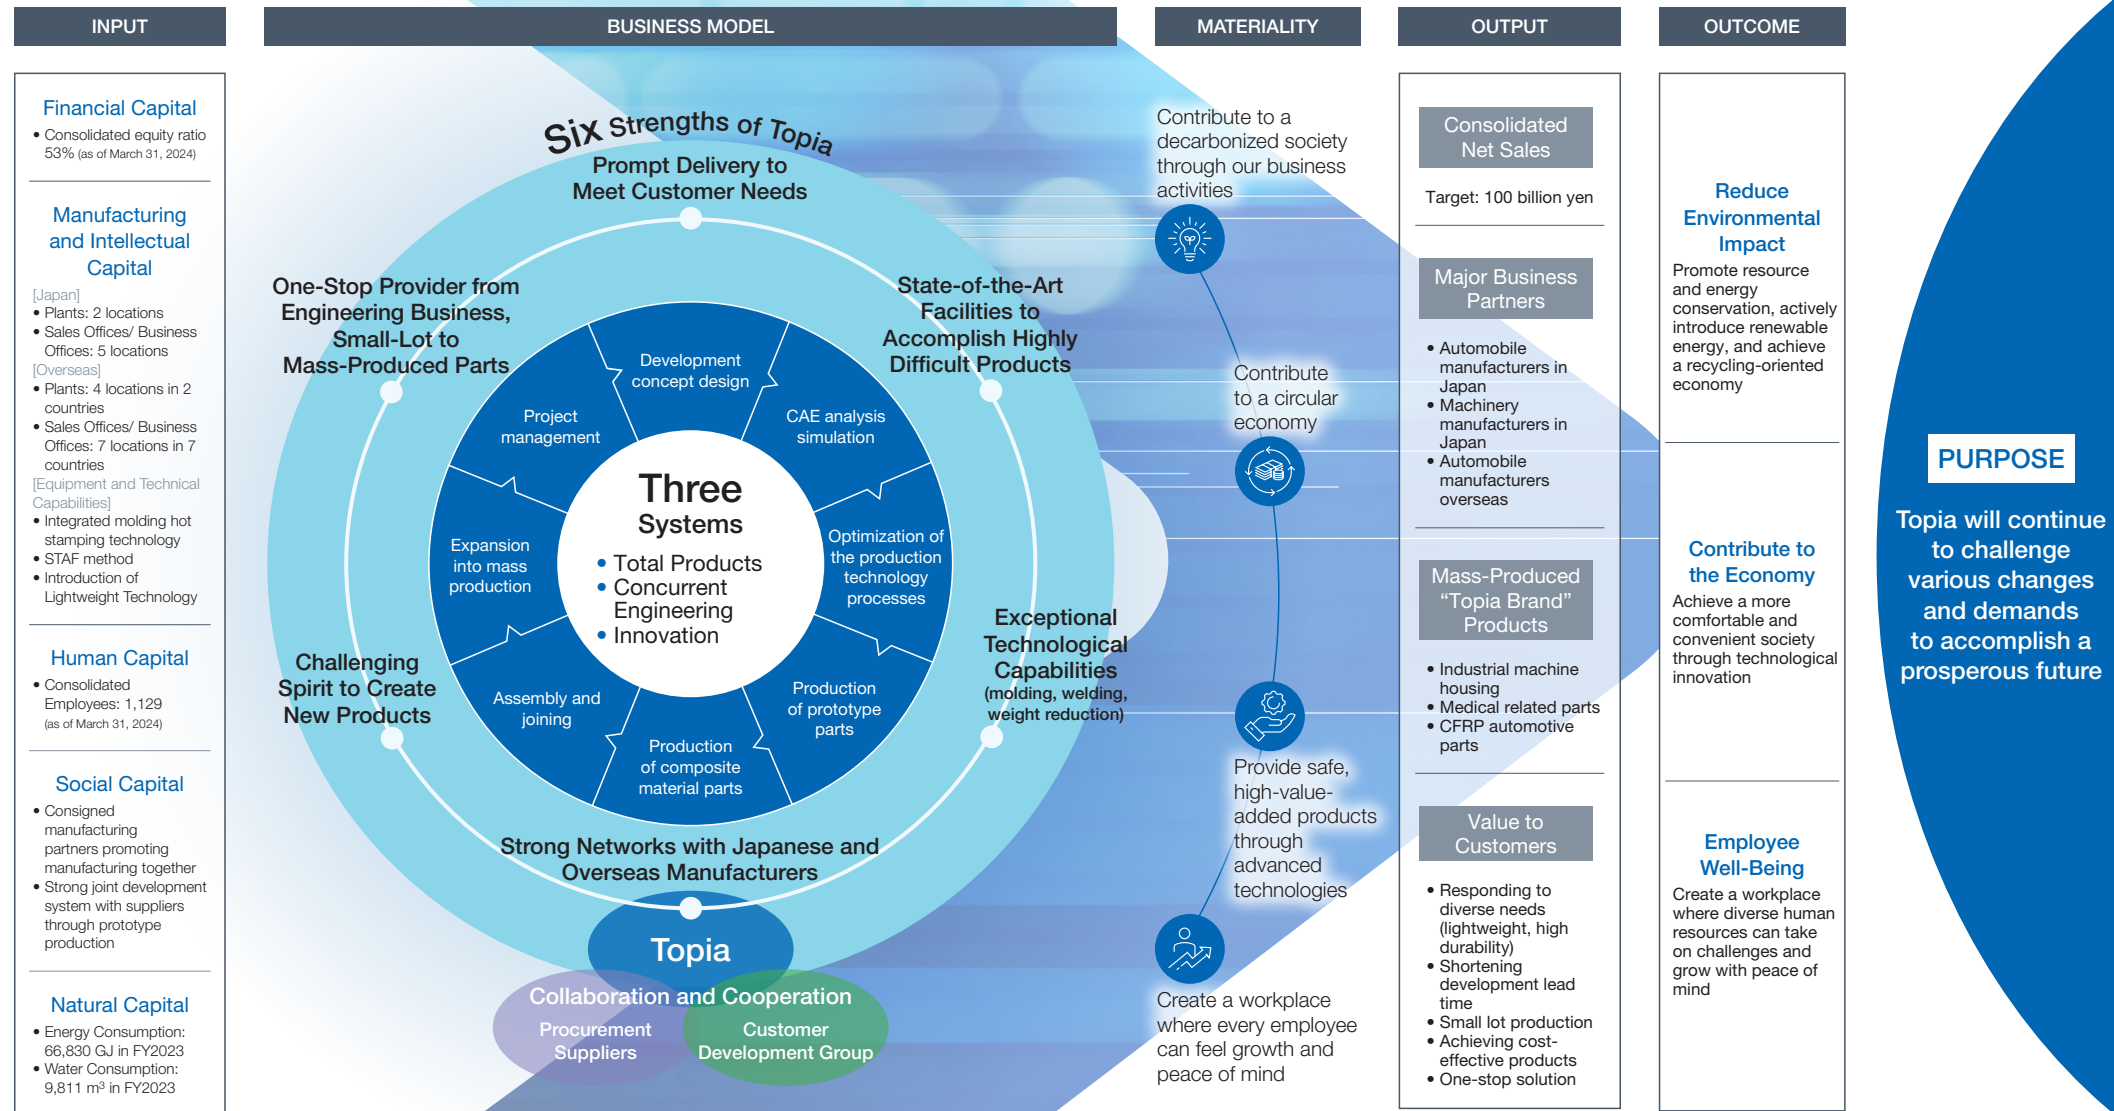 INPUT
Financial Capital
• Consolidated equity ratio
53% (as of March 31, 2024)
Manufacturing
and Intellectual
Capital
[Japan]
• Plants: 2 locations
• Sales Offices/ Business
Offices: 5 locations
[Overseas]
• Plants: 4 locations in 2
countries
• Sales Offices/ Business
Offices: 7 locations in 7
countries
[Equipment and Technical
Capabilities]
• Integrated molding hot
stamping technology
• STAF method
• Introduction of
Lightweight Technology
Human Capital
• Consolidated
Employees: 1,129
(as of March 31, 2024)
Social Capital
• Consigned
manufacturing
partners promoting
manufacturing together
• Strong joint development
system with suppliers
through prototype
production
Natural Capital
• Energy Consumption:
66,830 GJ in FY2023
• Water Consumption:
9,811 m³ in FY2023
BUSINESS MODEL
Six Strengths of Topia
Prompt Delivery to
Meet Customer Needs
One-Stop Provider from
Engineering Business,
Small-Lot to
Mass-Produced Parts
State-of-the-Art
Facilities to
Accomplish Highly
Difficult Products
Challenging
Spirit to Create
New Products
Exceptional
Technological
Capabilities
(molding, welding,
weight reduction)
Strong Networks with Japanese and
Overseas Manufacturers
Development
concept design
CAE analysis
simulation
Optimization of
the production
technology
processes
Production
of prototype
parts
Production
of composite
material parts
Assembly and
joining
Expansion
into mass
production
Project
management
Three
Systems
• Total Products
• Concurrent
Engineering
• Innovation
Topia
Collaboration and Cooperation
Procurement
Suppliers
Customer
Development Group
MATERIALITY
Contribute to a
decarbonized society
through our business
activities
Contribute
to a circular
economy
Provide safe,
high-value-
added products
through
advanced
technologies
Create a workplace
where every employee
can feel growth and
peace of mind
OUTPUT
Consolidated
Net Sales
Target: 100 billion yen
Major Business
Partners
• Automobile
manufacturers in
Japan
• Machinery
manufacturers in
Japan
• Automobile
manufacturers
overseas
Mass-Produced
“Topia Brand”
Products
• Industrial machine
housing
• Medical related parts
• CFRP automotive
parts
Value to
Customers
• Responding to
diverse needs
(lightweight, high
durability)
• Shortening
development lead
time
• Small lot production
• Achieving cost-
effective products
• One-stop solution
OUTCOME
Reduce
Environmental
Impact
Promote resource
and energy
conservation, actively
introduce renewable
energy, and achieve
a recycling-oriented
economy
Contribute to
the Economy
Achieve a more
comfortable and
convenient society
through technological
innovation
Employee
Well-Being
Create a workplace
where diverse human
resources can take
on challenges and
grow with peace of
mind
PURPOSE
Topia will continue
to challenge
various changes
and demands
to accomplish a
prosperous future